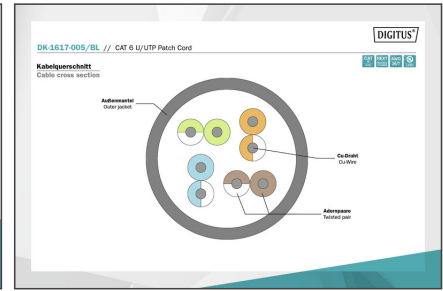 DIGITUS®
DK-1617-005/BL // CAT 6 U/UTP Patch Cord
Kabelquerschnitt
Cable cross section
Außenmantel
Outer jacket
Cu-Draht
Cu-Wire
Adernpaare
Twisted pair